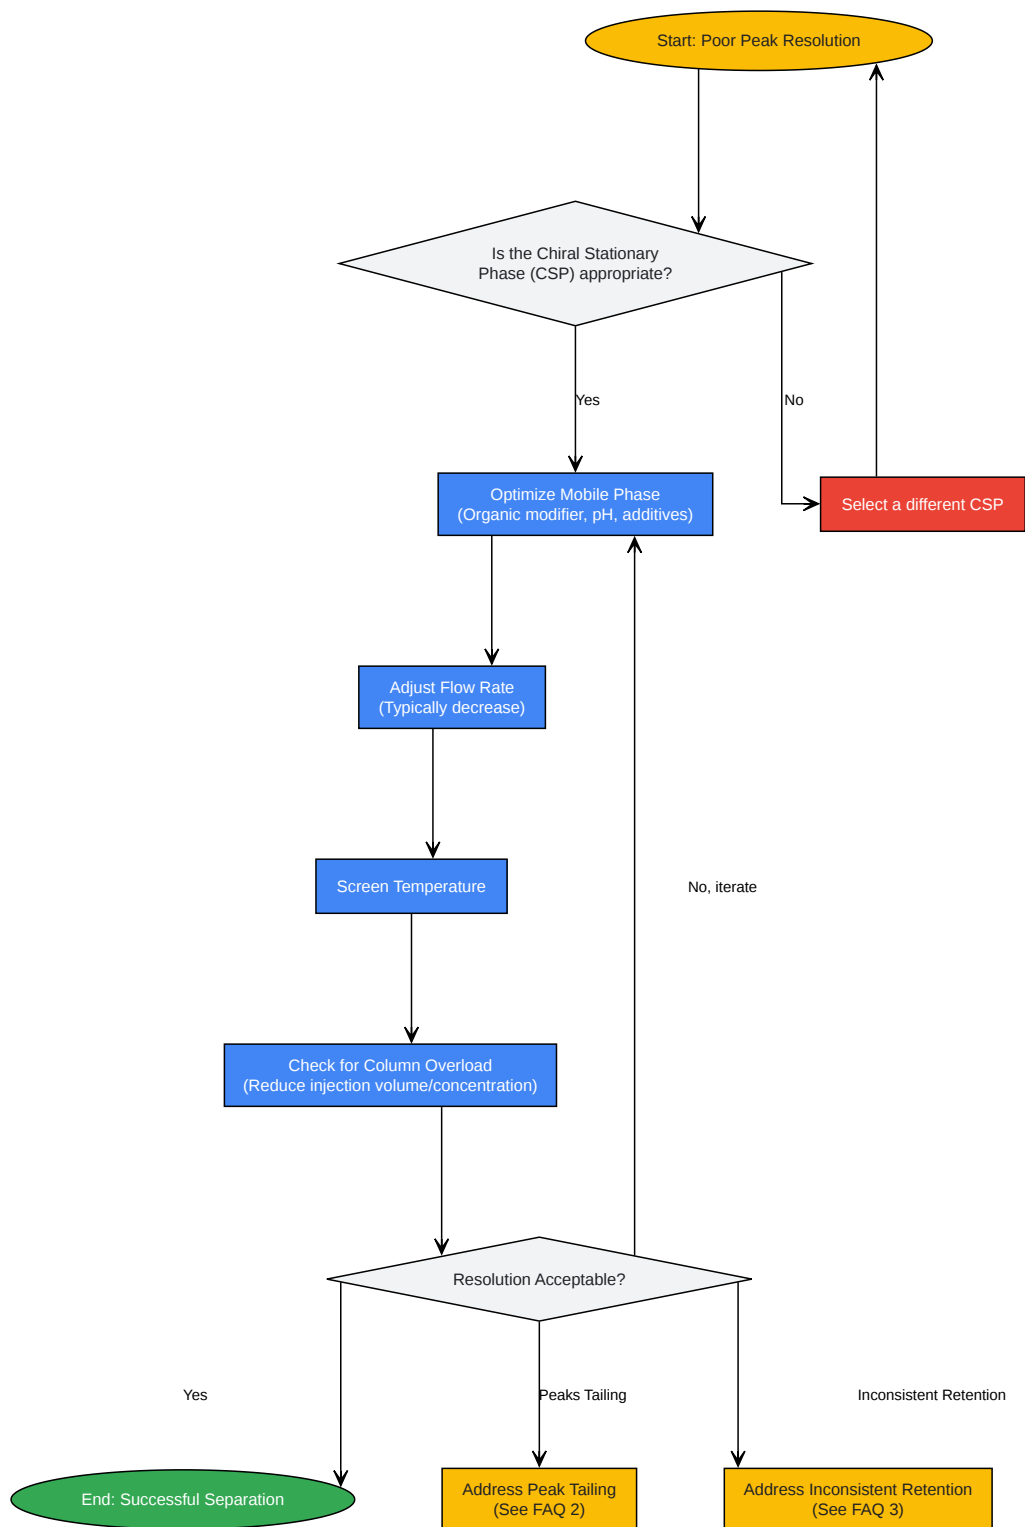 Start: Poor Peak Resolution
Is the Chiral Stationary
Phase (CSP) appropriate?
Yes
No
Optimize Mobile Phase
(Organic modifier, pH, additives)
Select a different CSP
Adjust Flow Rate
(Typically decrease)
Screen Temperature
No, iterate
Check for Column Overload
(Reduce injection volume/concentration)
Resolution Acceptable?
Yes
Peaks Tailing
Inconsistent Retention
End: Successful Separation
Address Peak Tailing
(See FAQ 2)
Address Inconsistent Retention
(See FAQ 3)